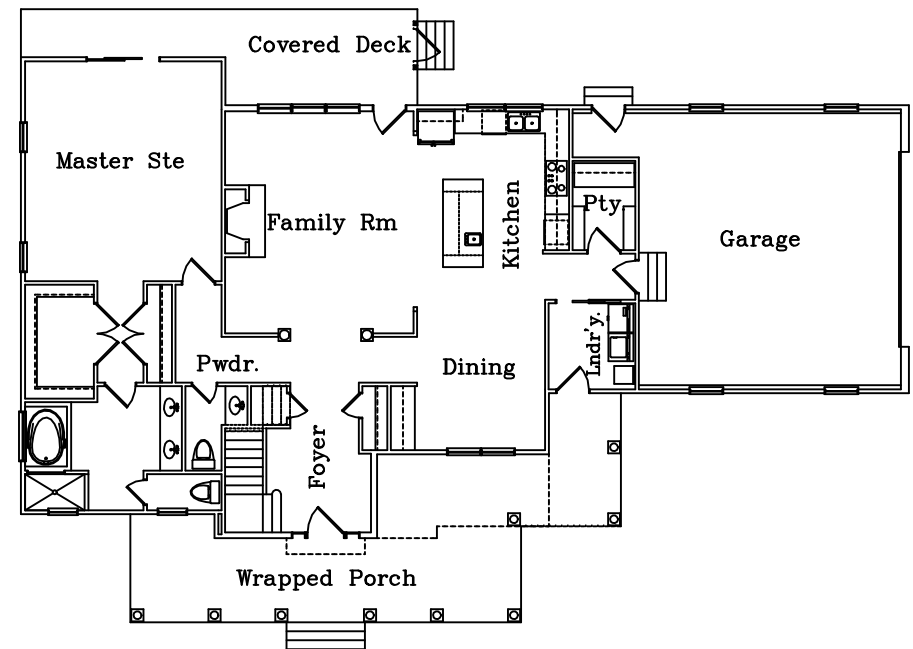 Covered Deck
Master Ste
Family Rm
Kitchen
Pty
Garage
Lndr'y.
Pwdr.
Dining
Foyer
Wrapped Porch